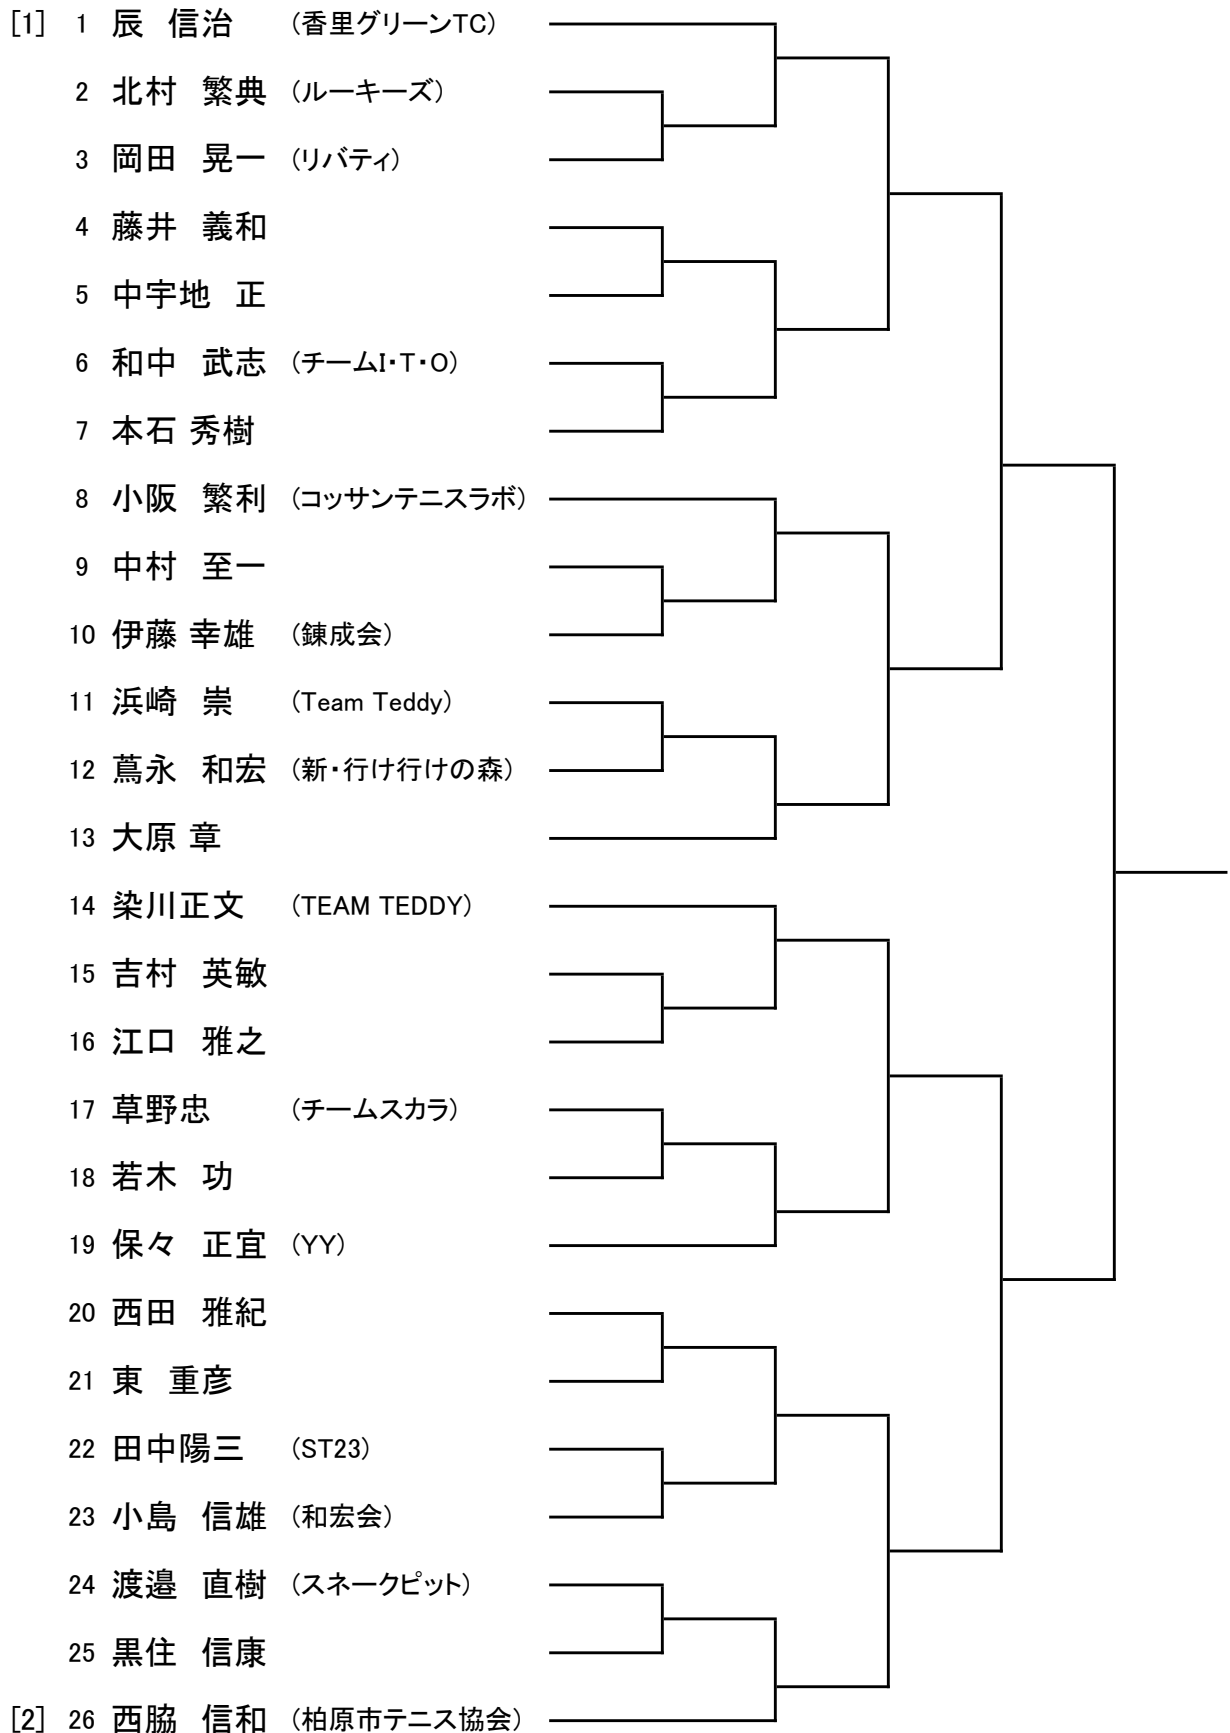 [1] 1 辰 信治 (香里グリーンTC)
2 北村 繁典 (ルーキーズ)
3 岡田 晃一 (リバティ)
4 藤井 義和
5 中宇地 正
6 和中 武志 (チームI・T・O)
7 本石 秀樹
8 小阪 繁利 (コッサンテニスラボ)
9 中村 至一
10 伊藤 幸雄 (錬成会)
11 浜崎 崇 (Team Teddy)
12 蔦永 和宏 (新・行け行けの森)
13 大原 章
14 染川正文 (TEAM TEDDY)
15 吉村 英敏
16 江口 雅之
17 草野忠 (チームスカラ)
18 若木 功
19 保々 正宜 (YY)
20 西田 雅紀
21 東 重彦
22 田中陽三 (ST23)
23 小島 信雄 (和宏会)
24 渡邉 直樹 (スネークピット)
25 黒住 信康
[2] 26 西脇 信和 (柏原市テニス協会)